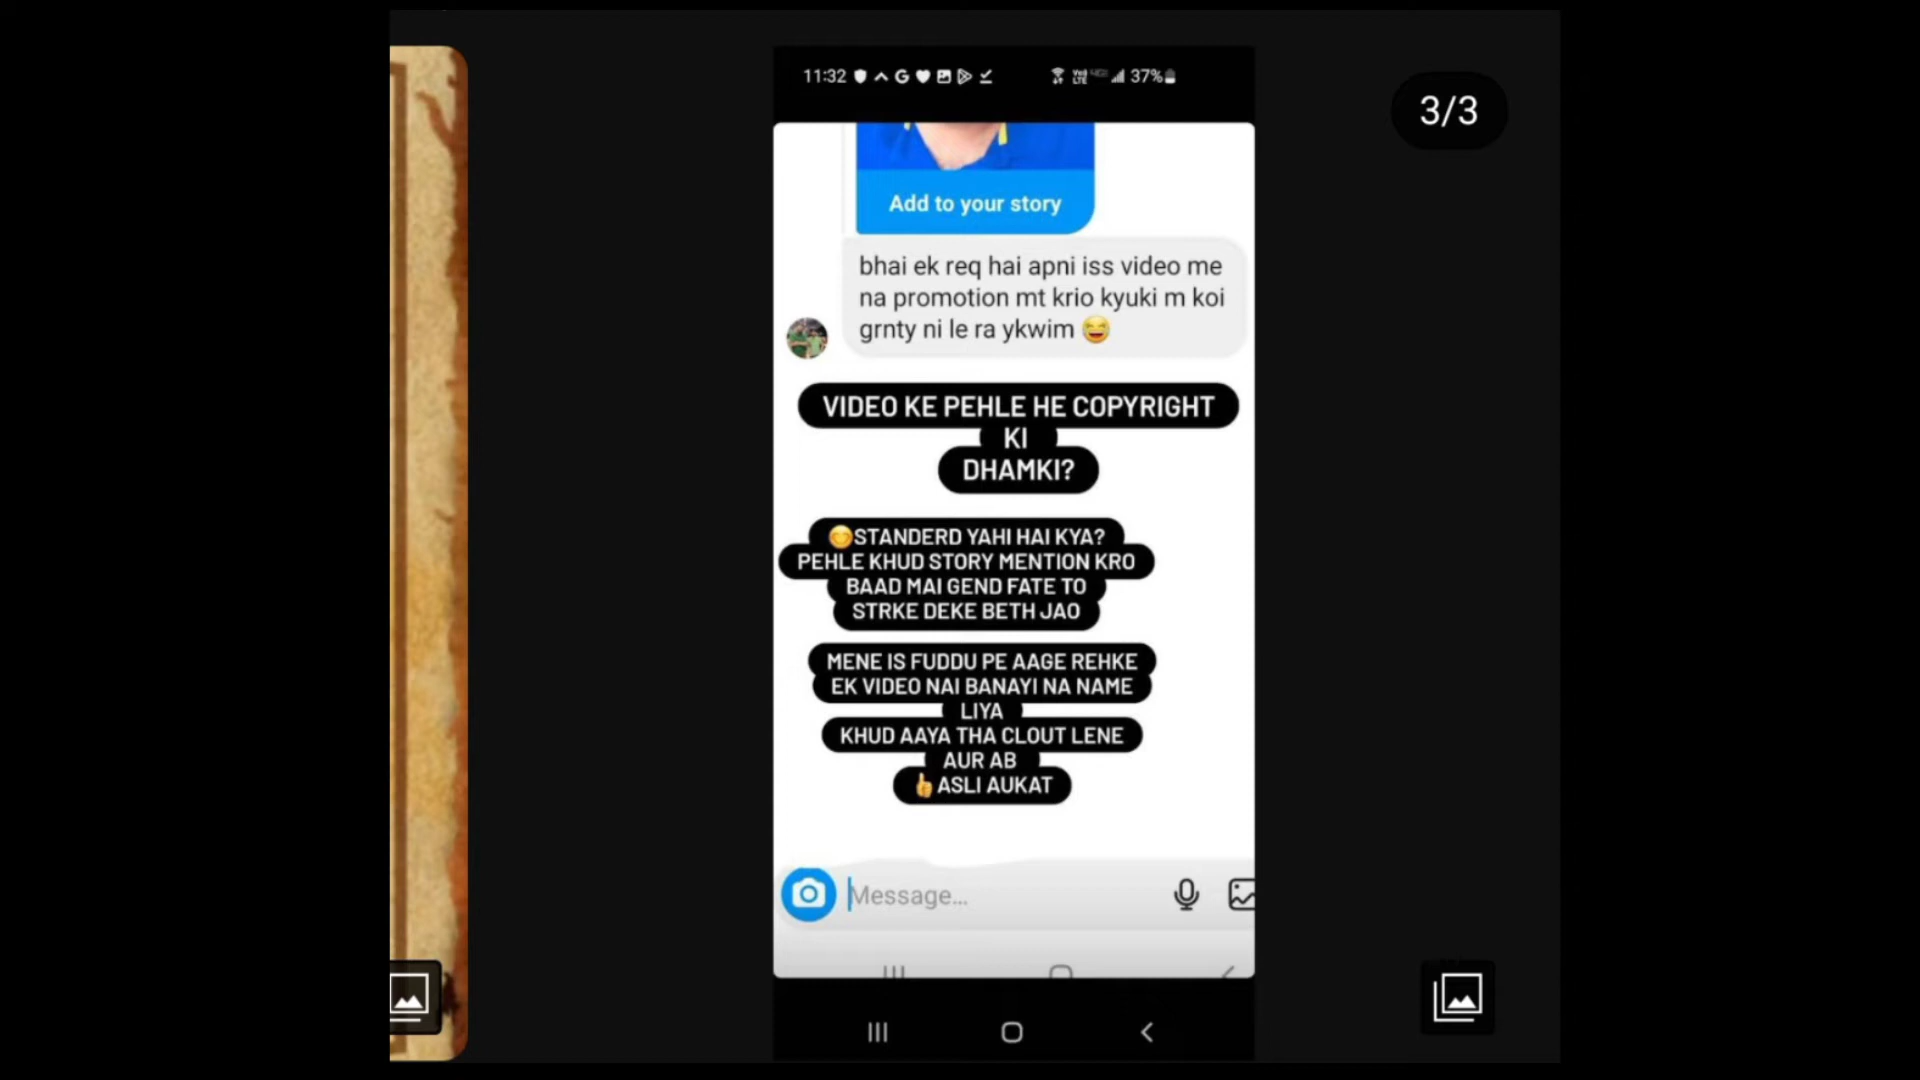 11:32
37%
3/3
Add to your story
bhai ek req hai apni iss video me
na promotion mt krio kyuki m koi
grnty ni le ra ykwim 😆
VIDEO KE PEHLE HE COPYRIGHT
KI
DHAMKI?
😊STANDERD YAHI HAI KYA?
PEHLE KHUD STORY MENTION KRO
BAAD MAI GEND FATE TO
STRKE DEKE BETH JAO
MENE IS FUDDU PE AAGE REHKE
EK VIDEO NAI BANAYI NA NAME
LIYA
KHUD AAYA THA CLOUT LENE
AUR AB
👍ASLI AUKAT
Message...